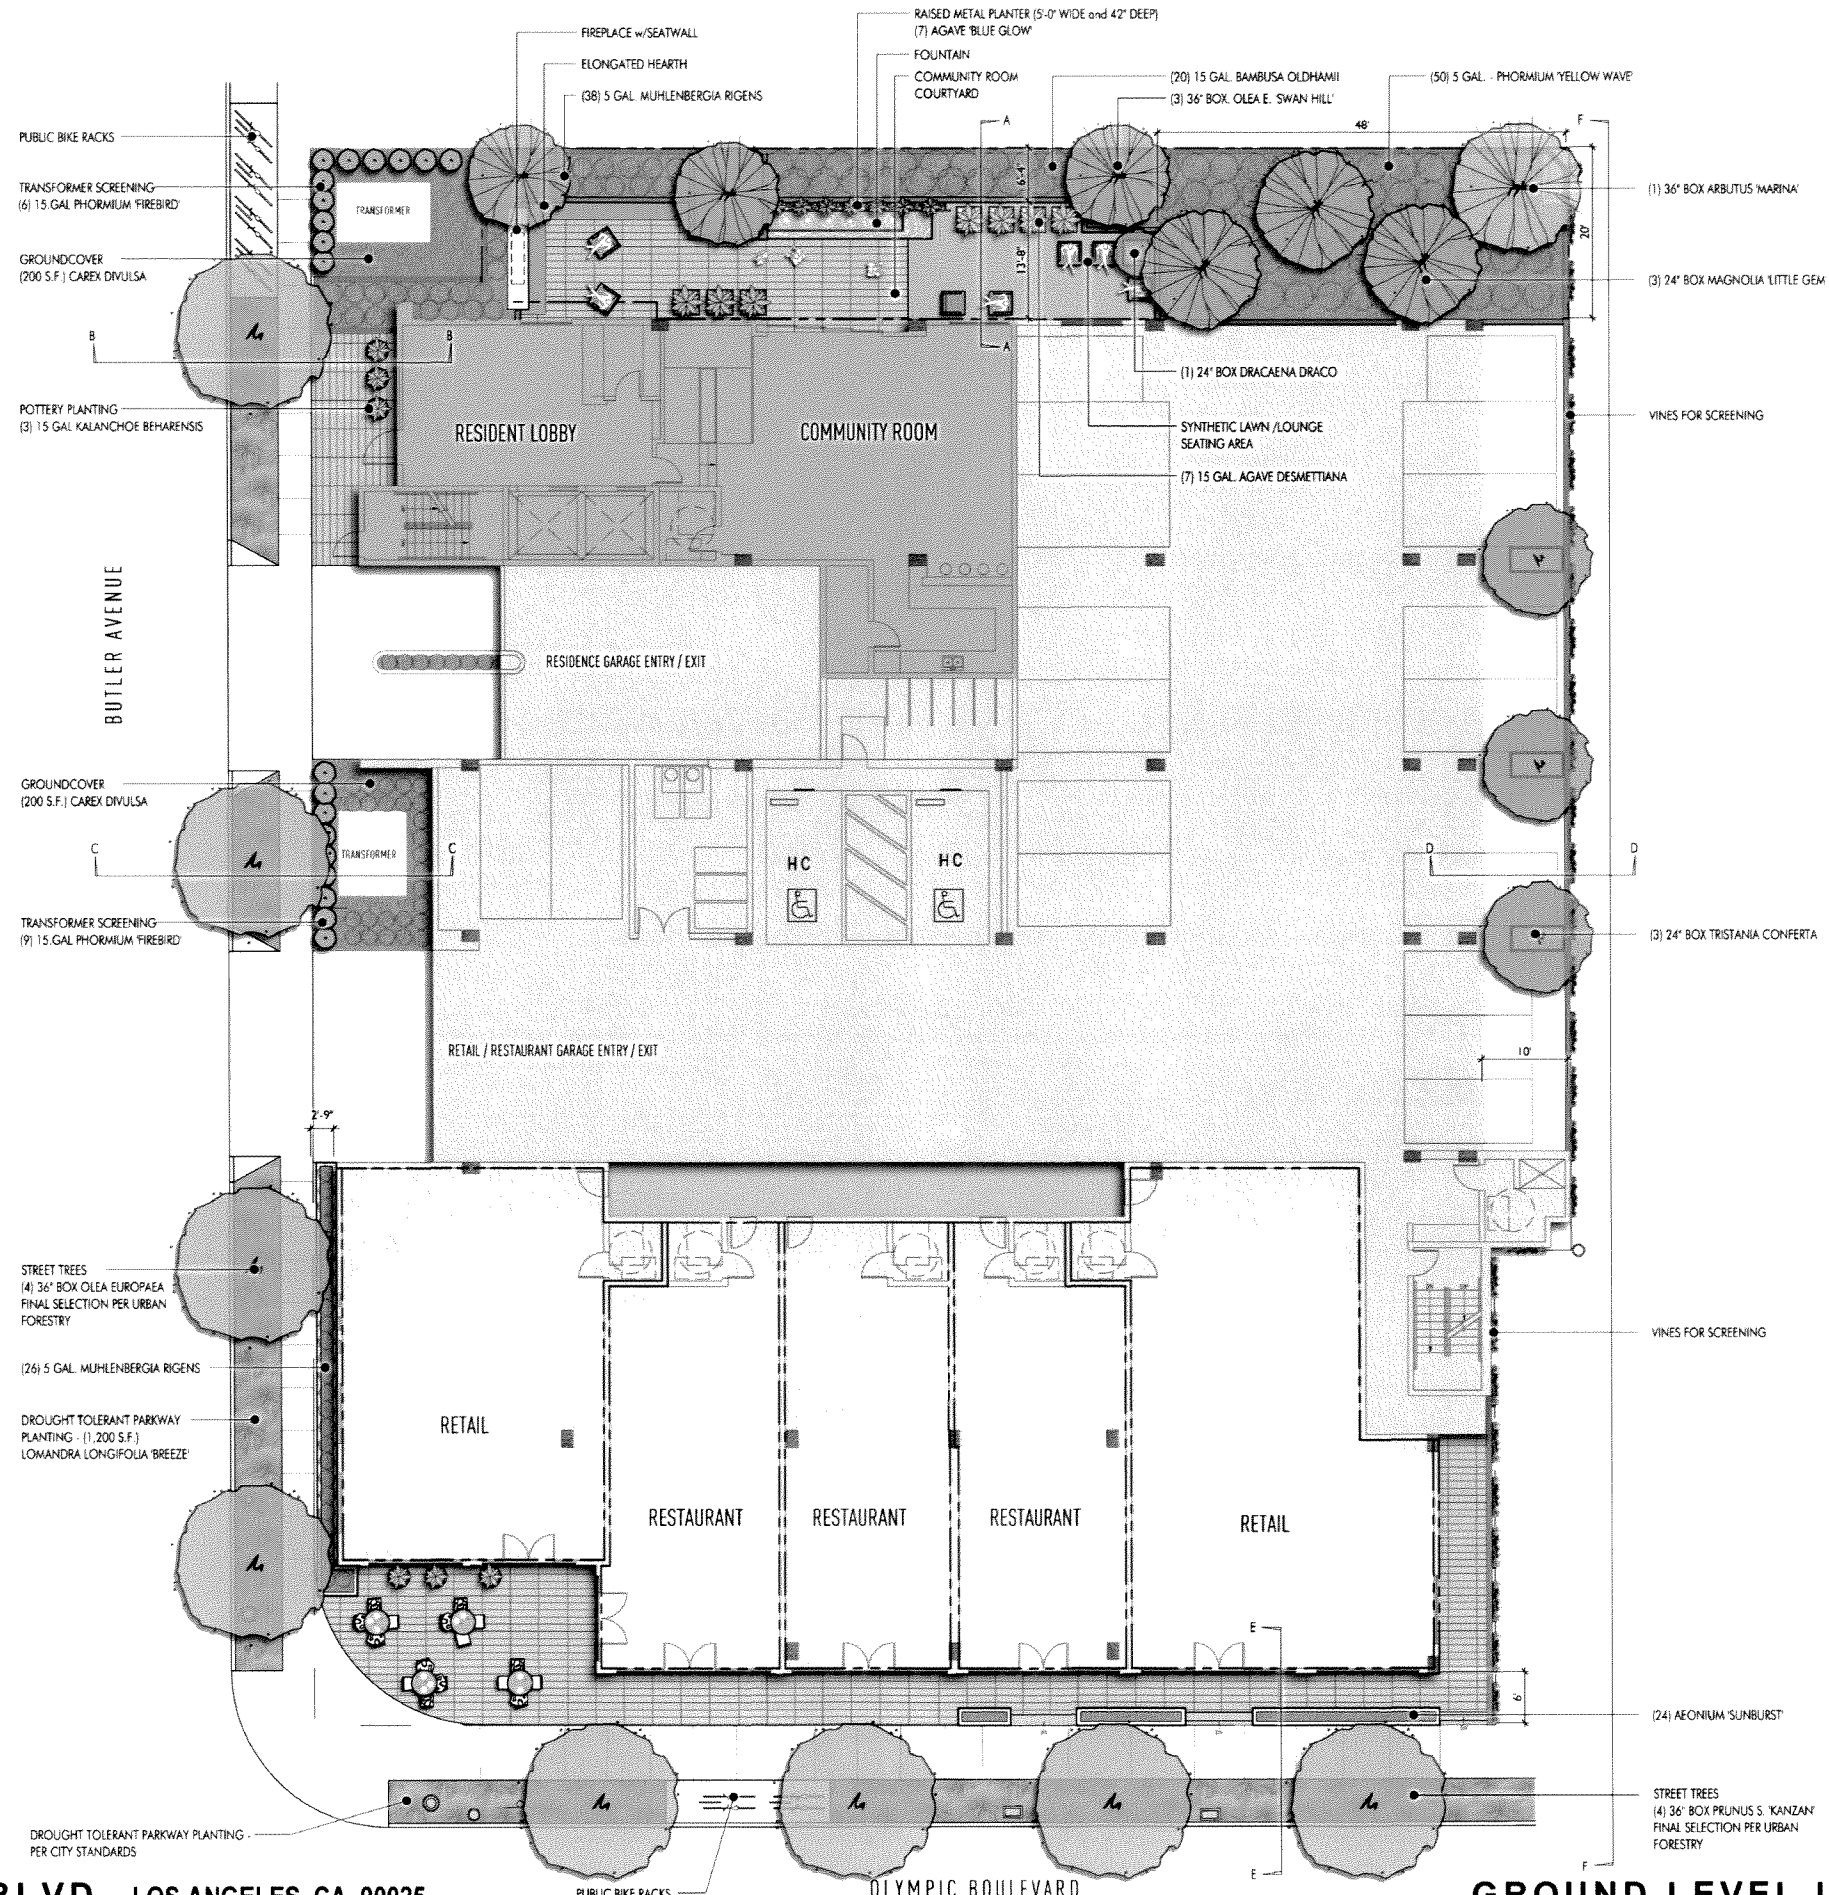 RAISED METAL PLANTER (5'-0" WIDE and 42" DEEP)
(7) AGAVE 'BLUE GLOW'
FIREPLACE w/SEATWALL
FOUNTAIN
ELONGATED HEARTH
COMMUNITY ROOM
COURTYARD
(20) 15 GAL. BAMBUSA OLDHAMII
(50) 5 GAL. - PHORMIUM 'YELLOW WAVE'
(38) 5 GAL. MUHLENBERGIA RIGENS
(3) 36" BOX. OLEA E. 'SWAN HILL'
A
F
48'
PUBLIC BIKE RACKS
6'-4"
TRANSFORMER SCREENING
(6) 15.GAL PHORMIUM 'FIREBIRD'
(1) 36" BOX ARBUTUS 'MARINA'
TRANSFORMER
20'
13'-8"
GROUNDCOVER
(200 S.F.) CAREX DIVULSA
(3) 24" BOX MAGNOLIA 'LITTLE GEM
B
B
A
(1) 24" BOX DRACAENA DRACO
POTTERY PLANTING
(3) 15 GAL KALANCHOE BEHARENSIS
VINES FOR SCREENING
RESIDENT LOBBY
COMMUNITY ROOM
SYNTHETIC LAWN /LOUNGE
SEATING AREA
(7) 15 GAL. AGAVE DESMETTIANA
BUTLER AVENUE
RESIDENCE GARAGE ENTRY / EXIT
GROUNDCOVER
(200 S.F.) CAREX DIVULSA
C
C
TRANSFORMER
HC
HC
D
D
TRANSFORMER SCREENING
(9) 15.GAL PHORMIUM 'FIREBIRD'
(3) 24" BOX TRISTANIA CONFERTA
RETAIL / RESTAURANT GARAGE ENTRY / EXIT
10'
2'-9"
STREET TREES
(4) 36" BOX OLEA EUROPAEA
FINAL SELECTION PER URBAN
FORESTRY
VINES FOR SCREENING
(26) 5 GAL. MUHLENBERGIA RIGENS
DROUGHT TOLERANT PARKWAY
PLANTING - (1,200 S.F.)
LOMANDRA LONGIFOLIA 'BREEZE'
RETAIL
RESTAURANT
RESTAURANT
RESTAURANT
RETAIL
E
6'
(24) AEONIUM 'SUNBURST'
STREET TREES
(4) 36" BOX PRUNUS S. 'KANZAN'
FINAL SELECTION PER URBAN
FORESTRY
DROUGHT TOLERANT PARKWAY PLANTING -
PER CITY STANDARDS
E
F
PUBLIC BIKE RACKS
OLYMPIC BOULEVARD
BLVD. LOS ANGELES, CA 90025
GROUND LEVEL